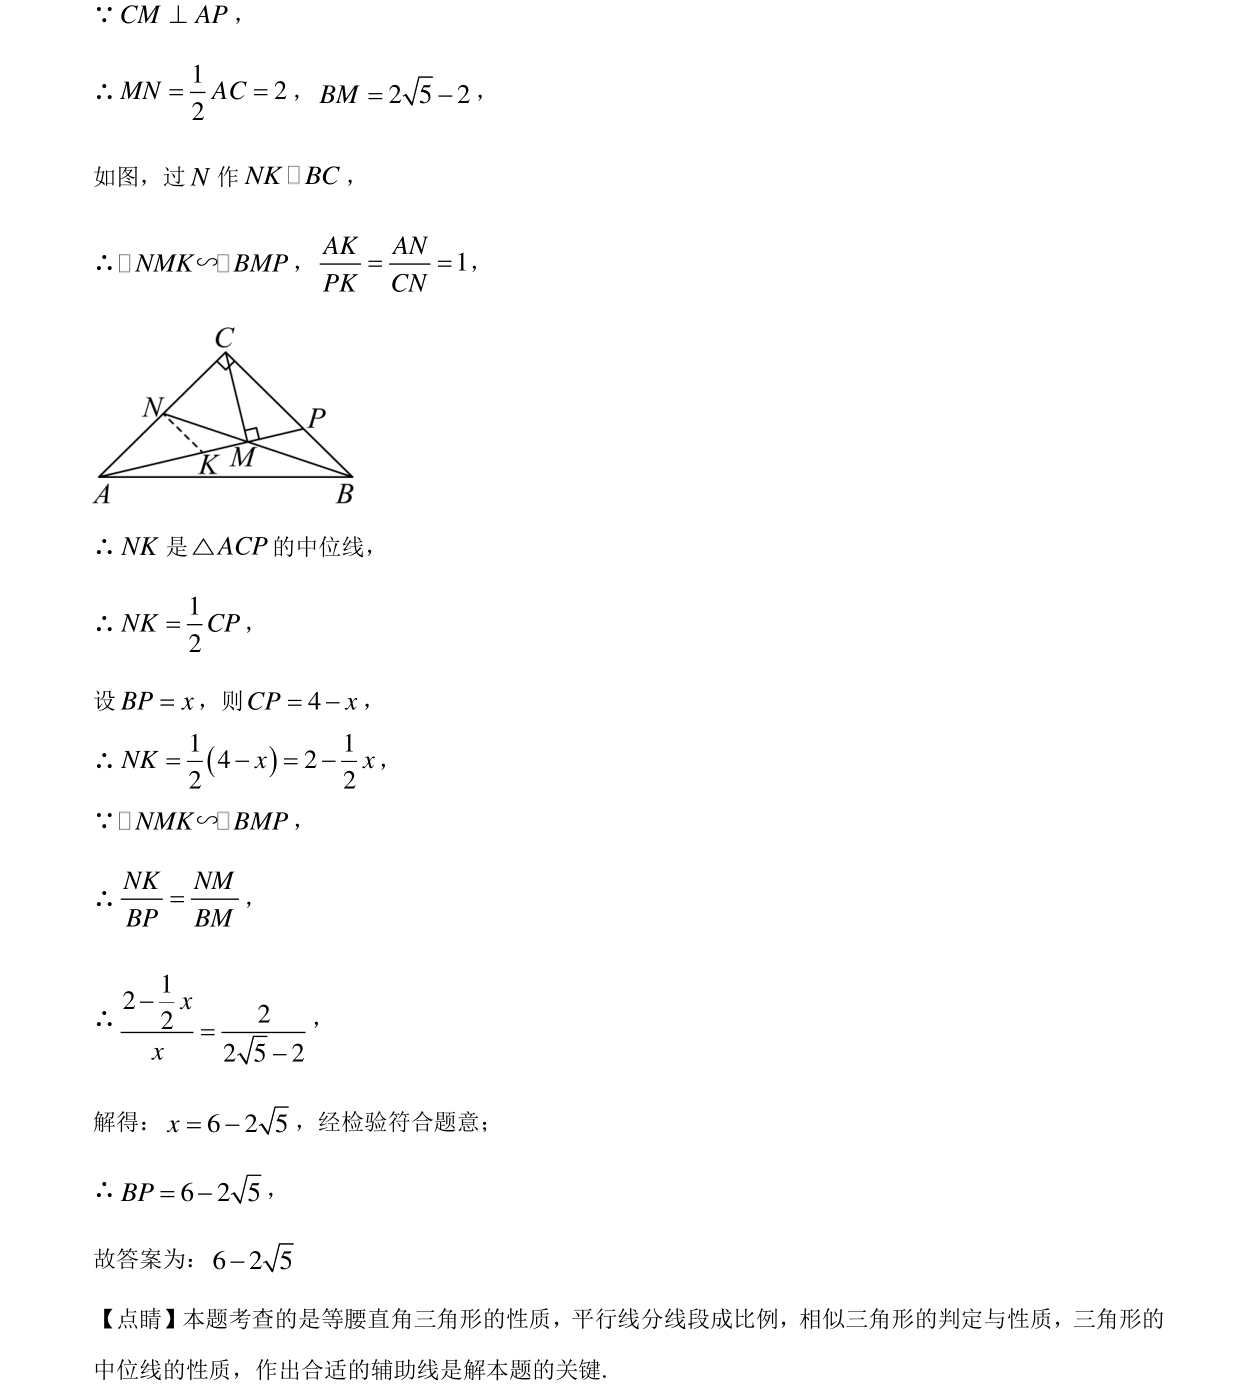 ∵CM ⊥ AP，
∴MN = 1/2 AC = 2，BM = 2√5 − 2，
如图，过 N 作 NK □ BC，
∴□NMK∽□BMP，AK/PK = AN/CN = 1，
C
N
P
K M
A B
∴NK 是△ACP的中位线，
∴NK = 1/2 CP，
设 BP = x，则CP = 4 − x，
∴NK = 1/2 (4 − x) = 2 − 1/2 x，
∵□NMK∽□BMP，
∴NK/BP = NM/BM，
∴(2 − 1/2 x)/x = 2/(2√5 − 2)，
解得：x = 6 − 2√5，经检验符合题意；
∴BP = 6 − 2√5，
故答案为：6 − 2√5
【点睛】本题考查的是等腰直角三角形的性质，平行线分线段成比例，相似三角形的判定与性质，三角形的
中位线的性质，作出合适的辅助线是解本题的关键．